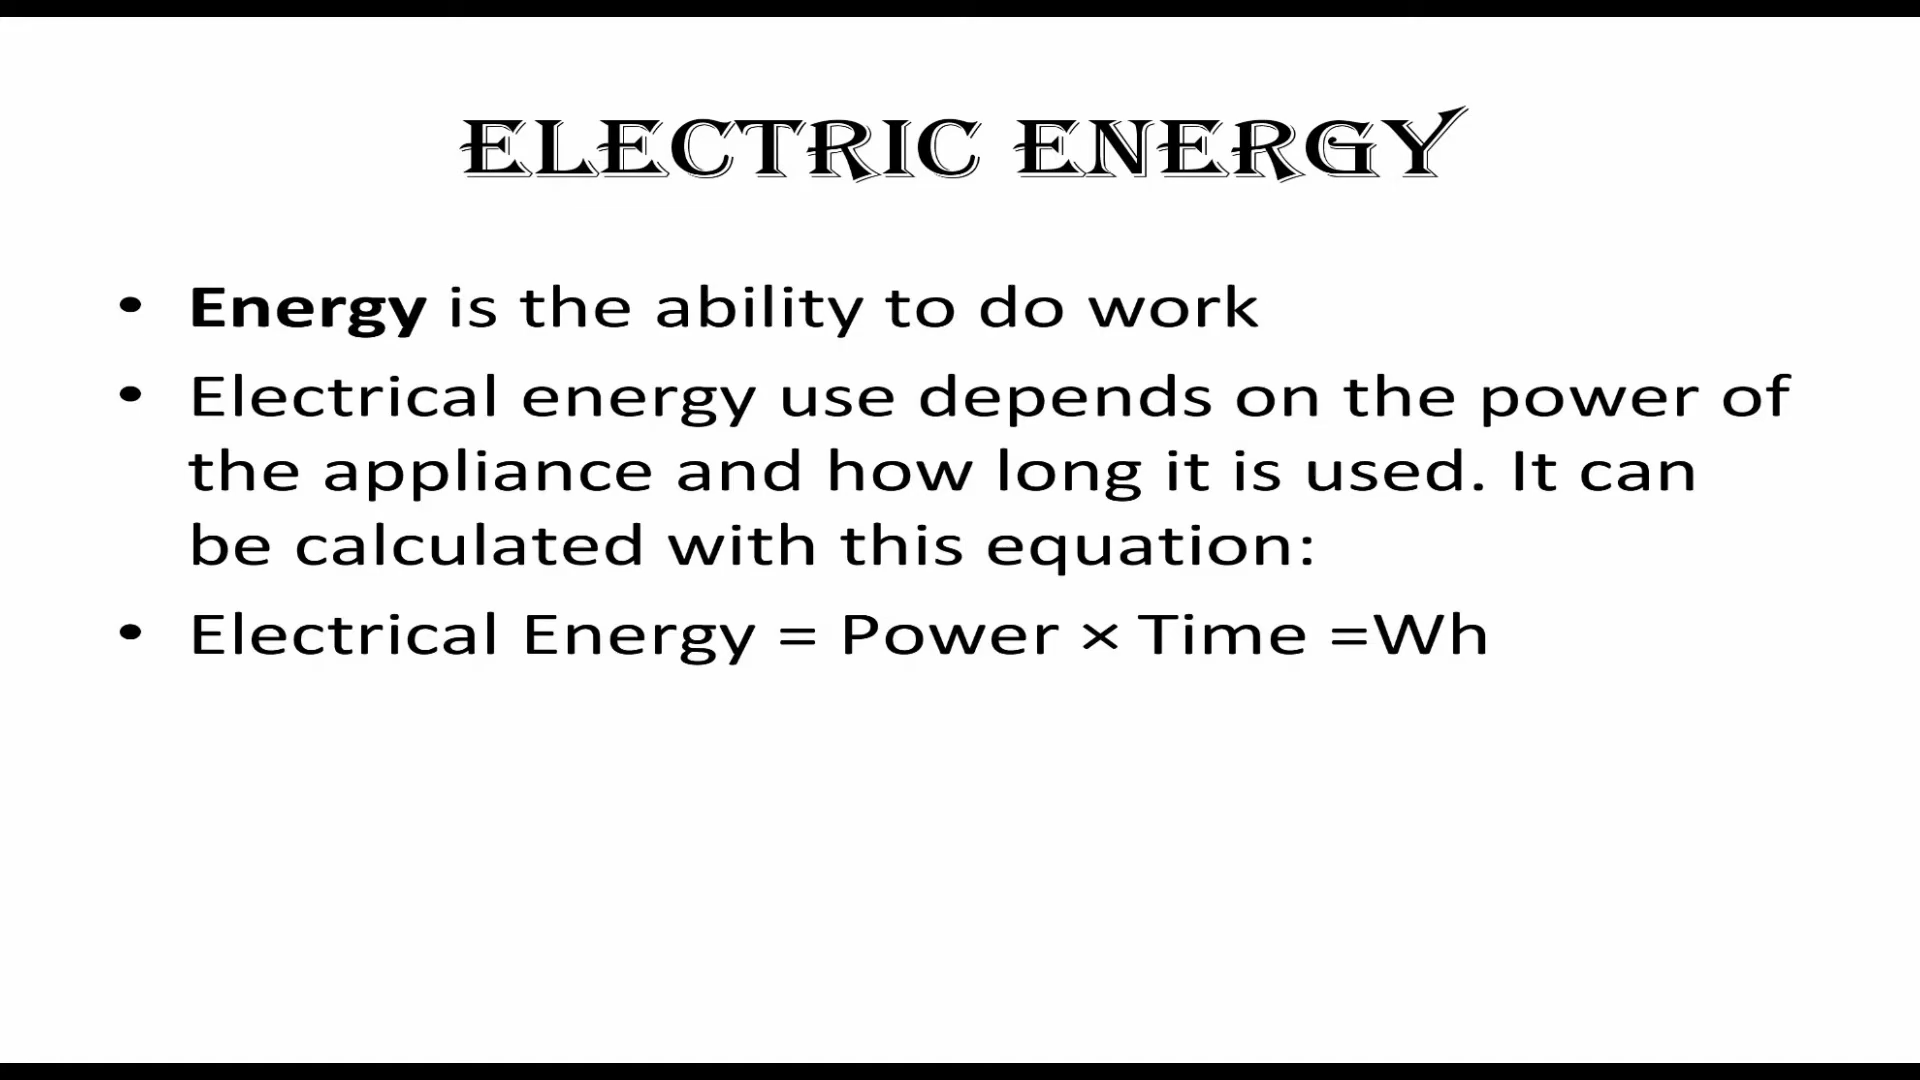 ELECTRIC ENERGY
• Energy is the ability to do work
• Electrical energy use depends on the power of
the appliance and how long it is used. It can
be calculated with this equation:
• Electrical Energy = Power × Time =Wh